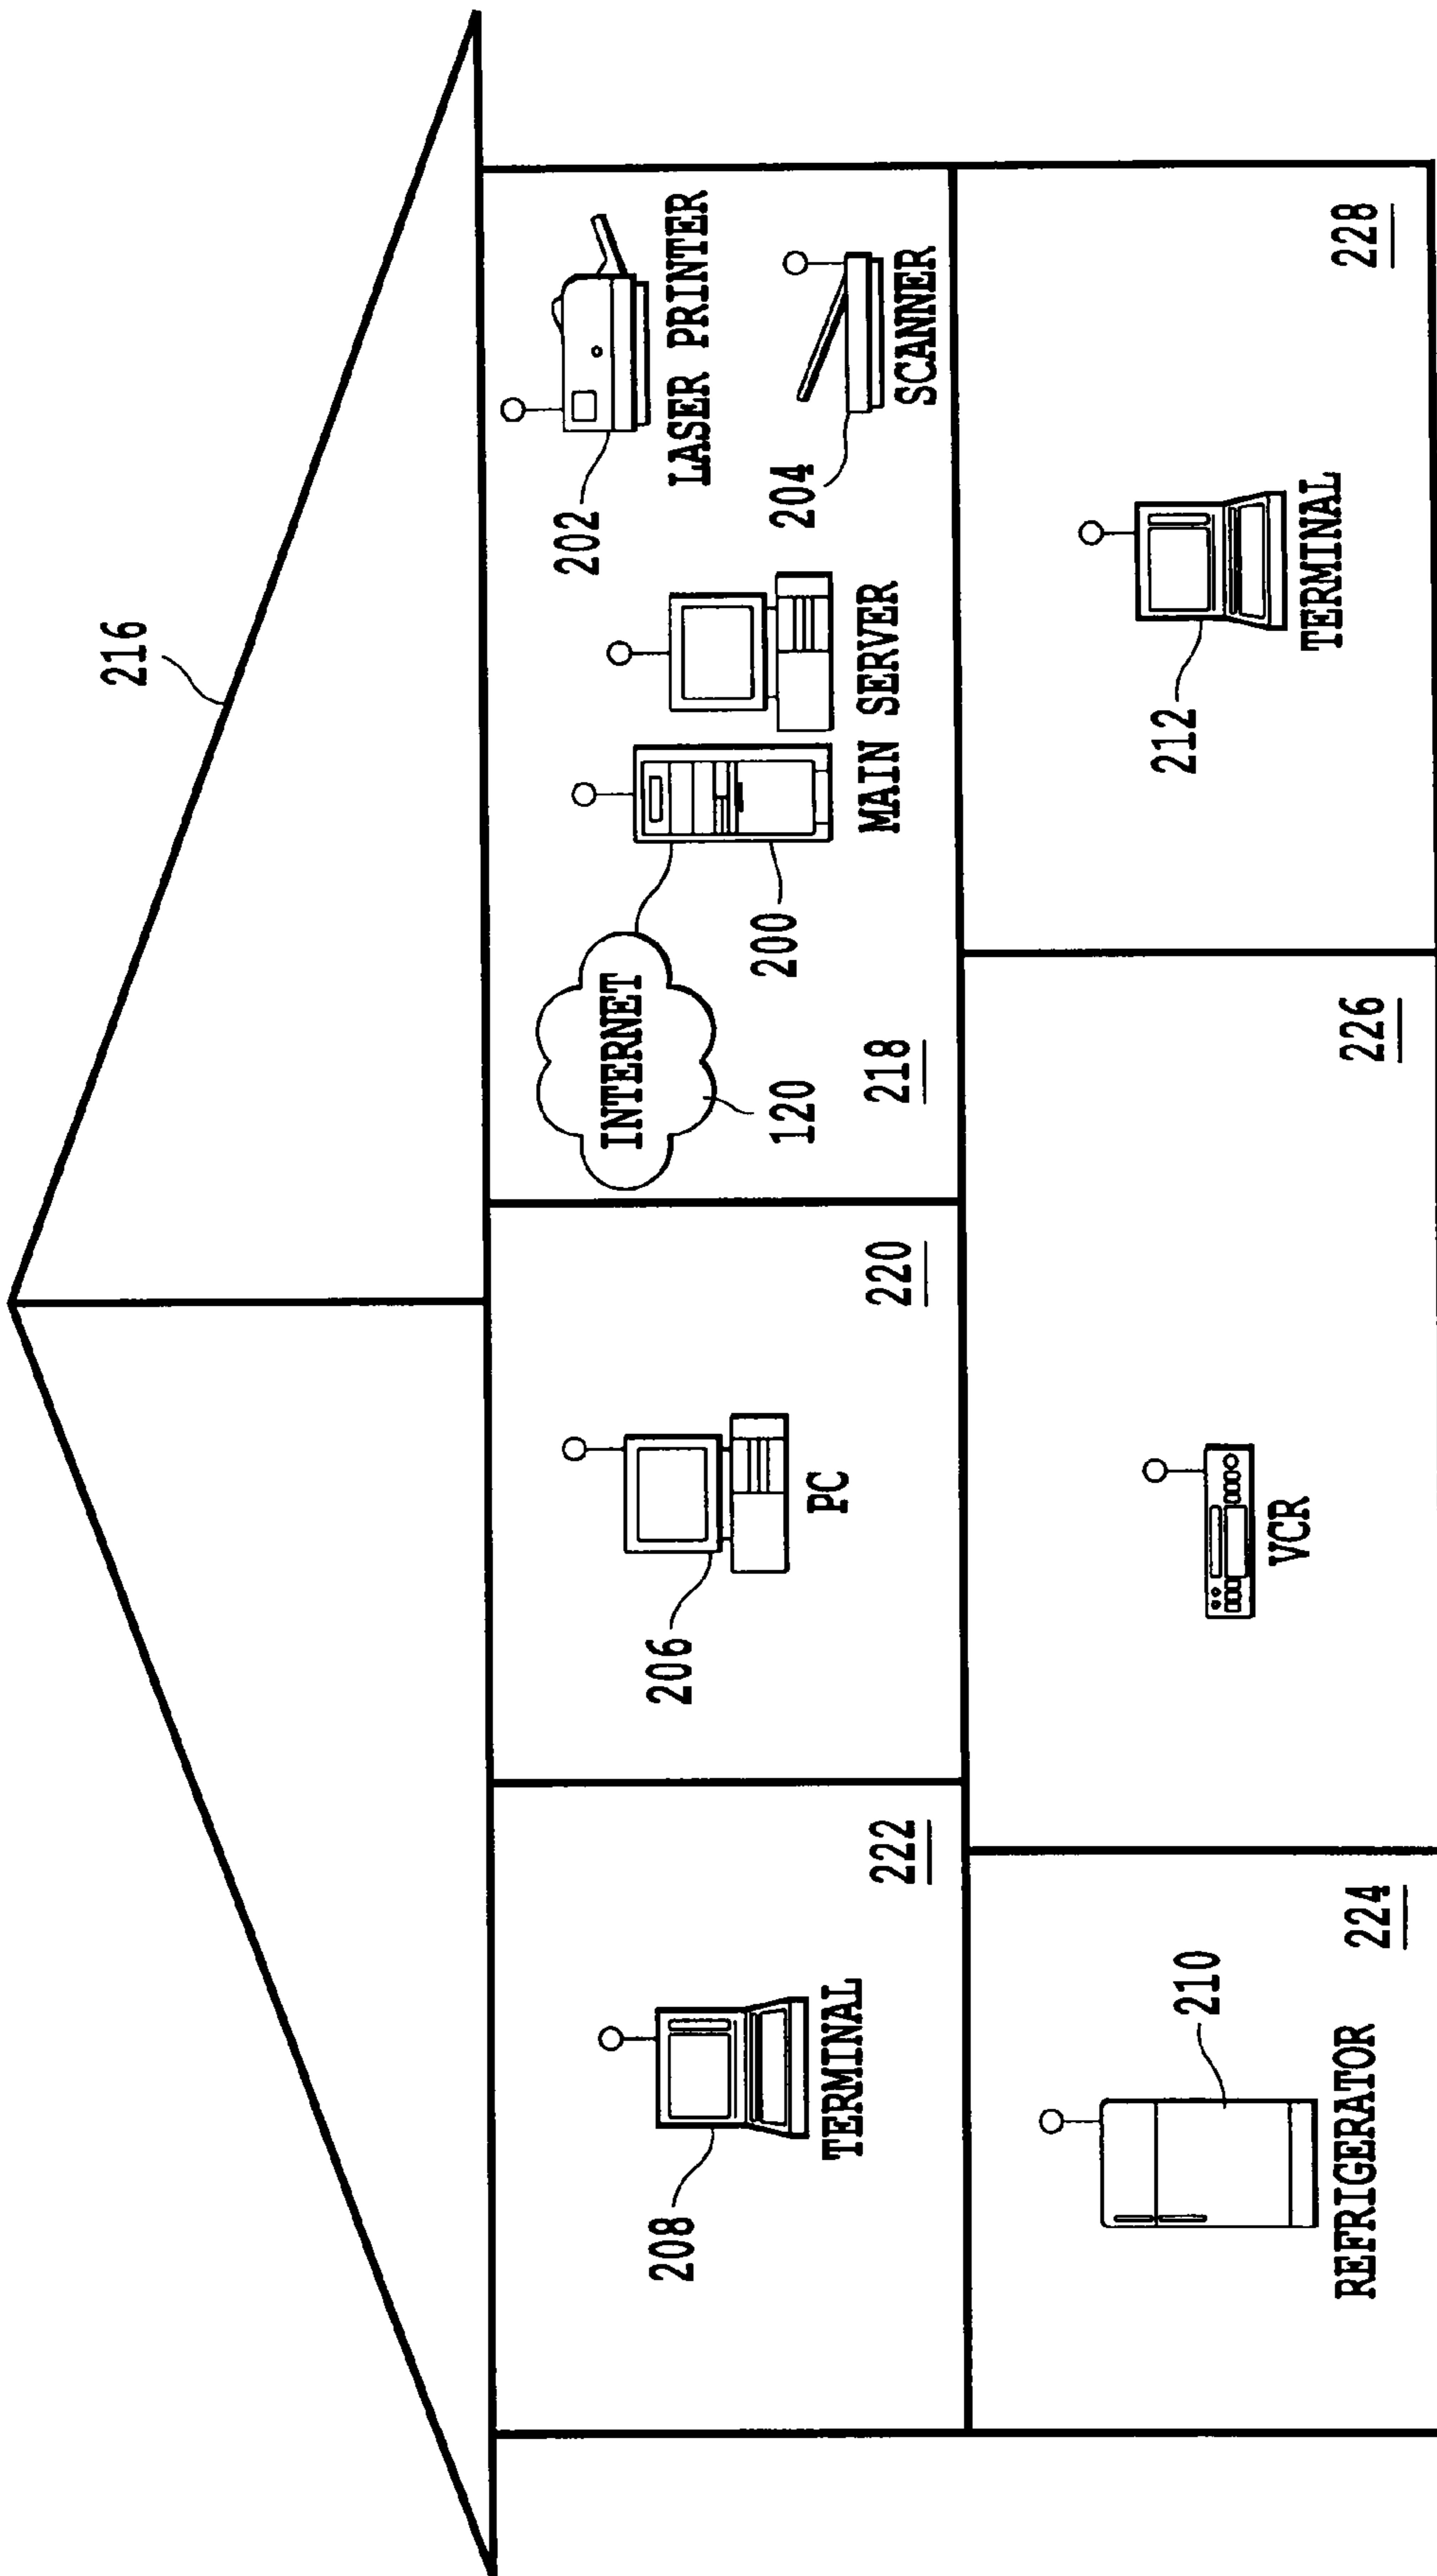 216
222
208
TERMINAL
220
206
PC
INTERNET
120
218
200
MAIN SERVER
202
LASER PRINTER
204
SCANNER
224
210
REFRIGERATOR
226
VCR
228
212
TERMINAL